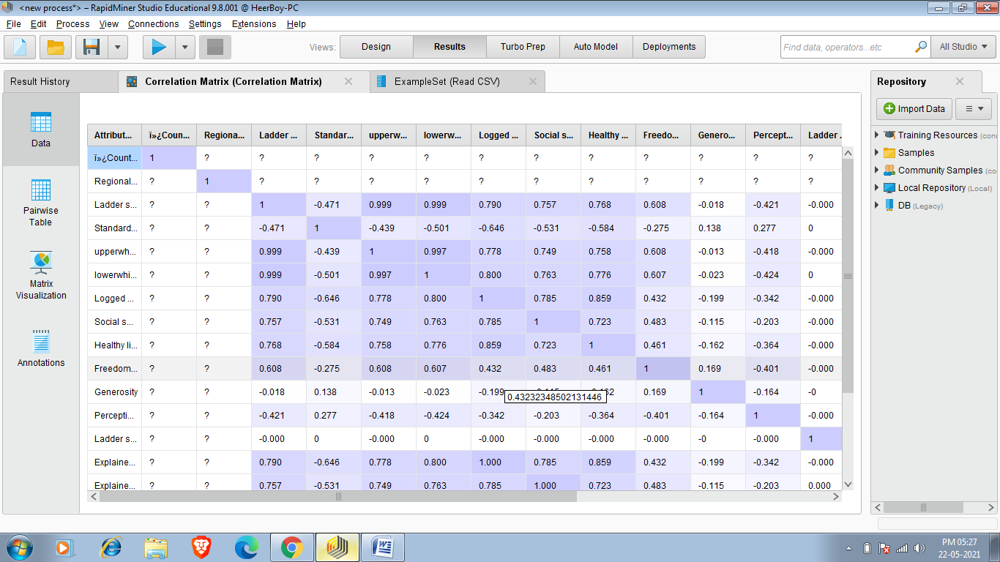 <new process*> – RapidMiner Studio Educational 9.8.001 @ HeerBoy-PC
File Edit Process View Connections Settings Extensions Help
Views: Design Results Turbo Prep Auto Model Deployments Find data, operators...etc All Studio
Result History Correlation Matrix (Correlation Matrix) ExampleSet (Read CSV) Repository
Data
Pairwise
Table
Matrix
Visualization
Annotations
Attribut... ï»¿Coun... Regiona... Ladder ... Standar... upperw... lowerw... Logged ... Social s... Healthy ... Freedo... Genero... Percept... Ladder .
ï»¿Count... 1 ? ? ? ? ? ? ? ? ? ? ? ?
Regional... ? 1 ? ? ? ? ? ? ? ? ? ? ?
Ladder s... ? ? 1 -0.471 0.999 0.999 0.790 0.757 0.768 0.608 -0.018 -0.421 -0.000
Standard... ? ? -0.471 1 -0.439 -0.501 -0.646 -0.531 -0.584 -0.275 0.138 0.277 0
upperwh... ? ? 0.999 -0.439 1 0.997 0.778 0.749 0.758 0.608 -0.013 -0.418 -0.000
lowerwhi... ? ? 0.999 -0.501 0.997 1 0.800 0.763 0.776 0.607 -0.023 -0.424 0
Logged ... ? ? 0.790 -0.646 0.778 0.800 1 0.785 0.859 0.432 -0.199 -0.342 -0.000
Social s... ? ? 0.757 -0.531 0.749 0.763 0.785 1 0.723 0.483 -0.115 -0.203 -0.000
Healthy li... ? ? 0.768 -0.584 0.758 0.776 0.859 0.723 1 0.461 -0.162 -0.364 -0.000
Freedom... ? ? 0.608 -0.275 0.608 0.607 0.432 0.483 0.461 1 0.169 -0.401 -0.000
Generosity ? ? -0.018 0.138 -0.013 -0.023 -0.199 0.169 1 -0.164 -0
0.43232348502131446
Percepti... ? ? -0.421 0.277 -0.418 -0.424 -0.342 -0.203 -0.364 -0.401 -0.164 1 -0.000
Ladder s... ? ? -0.000 0 -0.000 0 -0.000 -0.000 -0.000 -0.000 -0 -0.000 1
Explaine... ? ? 0.790 -0.646 0.778 0.800 1.000 0.785 0.859 0.432 -0.199 -0.342 -0.000
Explaine... ? ? 0.757 -0.531 0.749 0.763 0.785 1.000 0.723 0.483 -0.115 -0.203 0.000
Import Data
Training Resources (con
Samples
Community Samples (co
Local Repository (Local)
DB (Legacy)
PM 05:27
22-05-2021